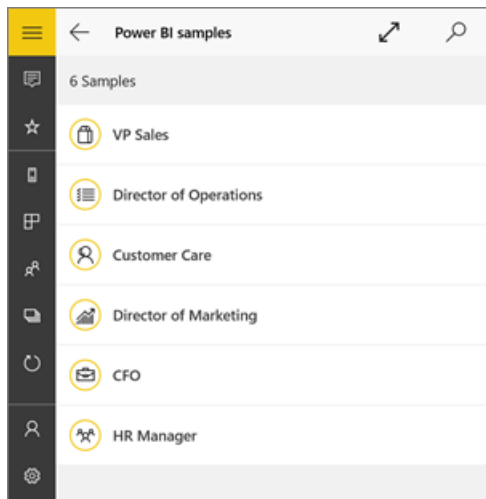 Power BI samples
6 Samples
VP Sales
Director of Operations
Customer Care
Director of Marketing
CFO
HR Manager